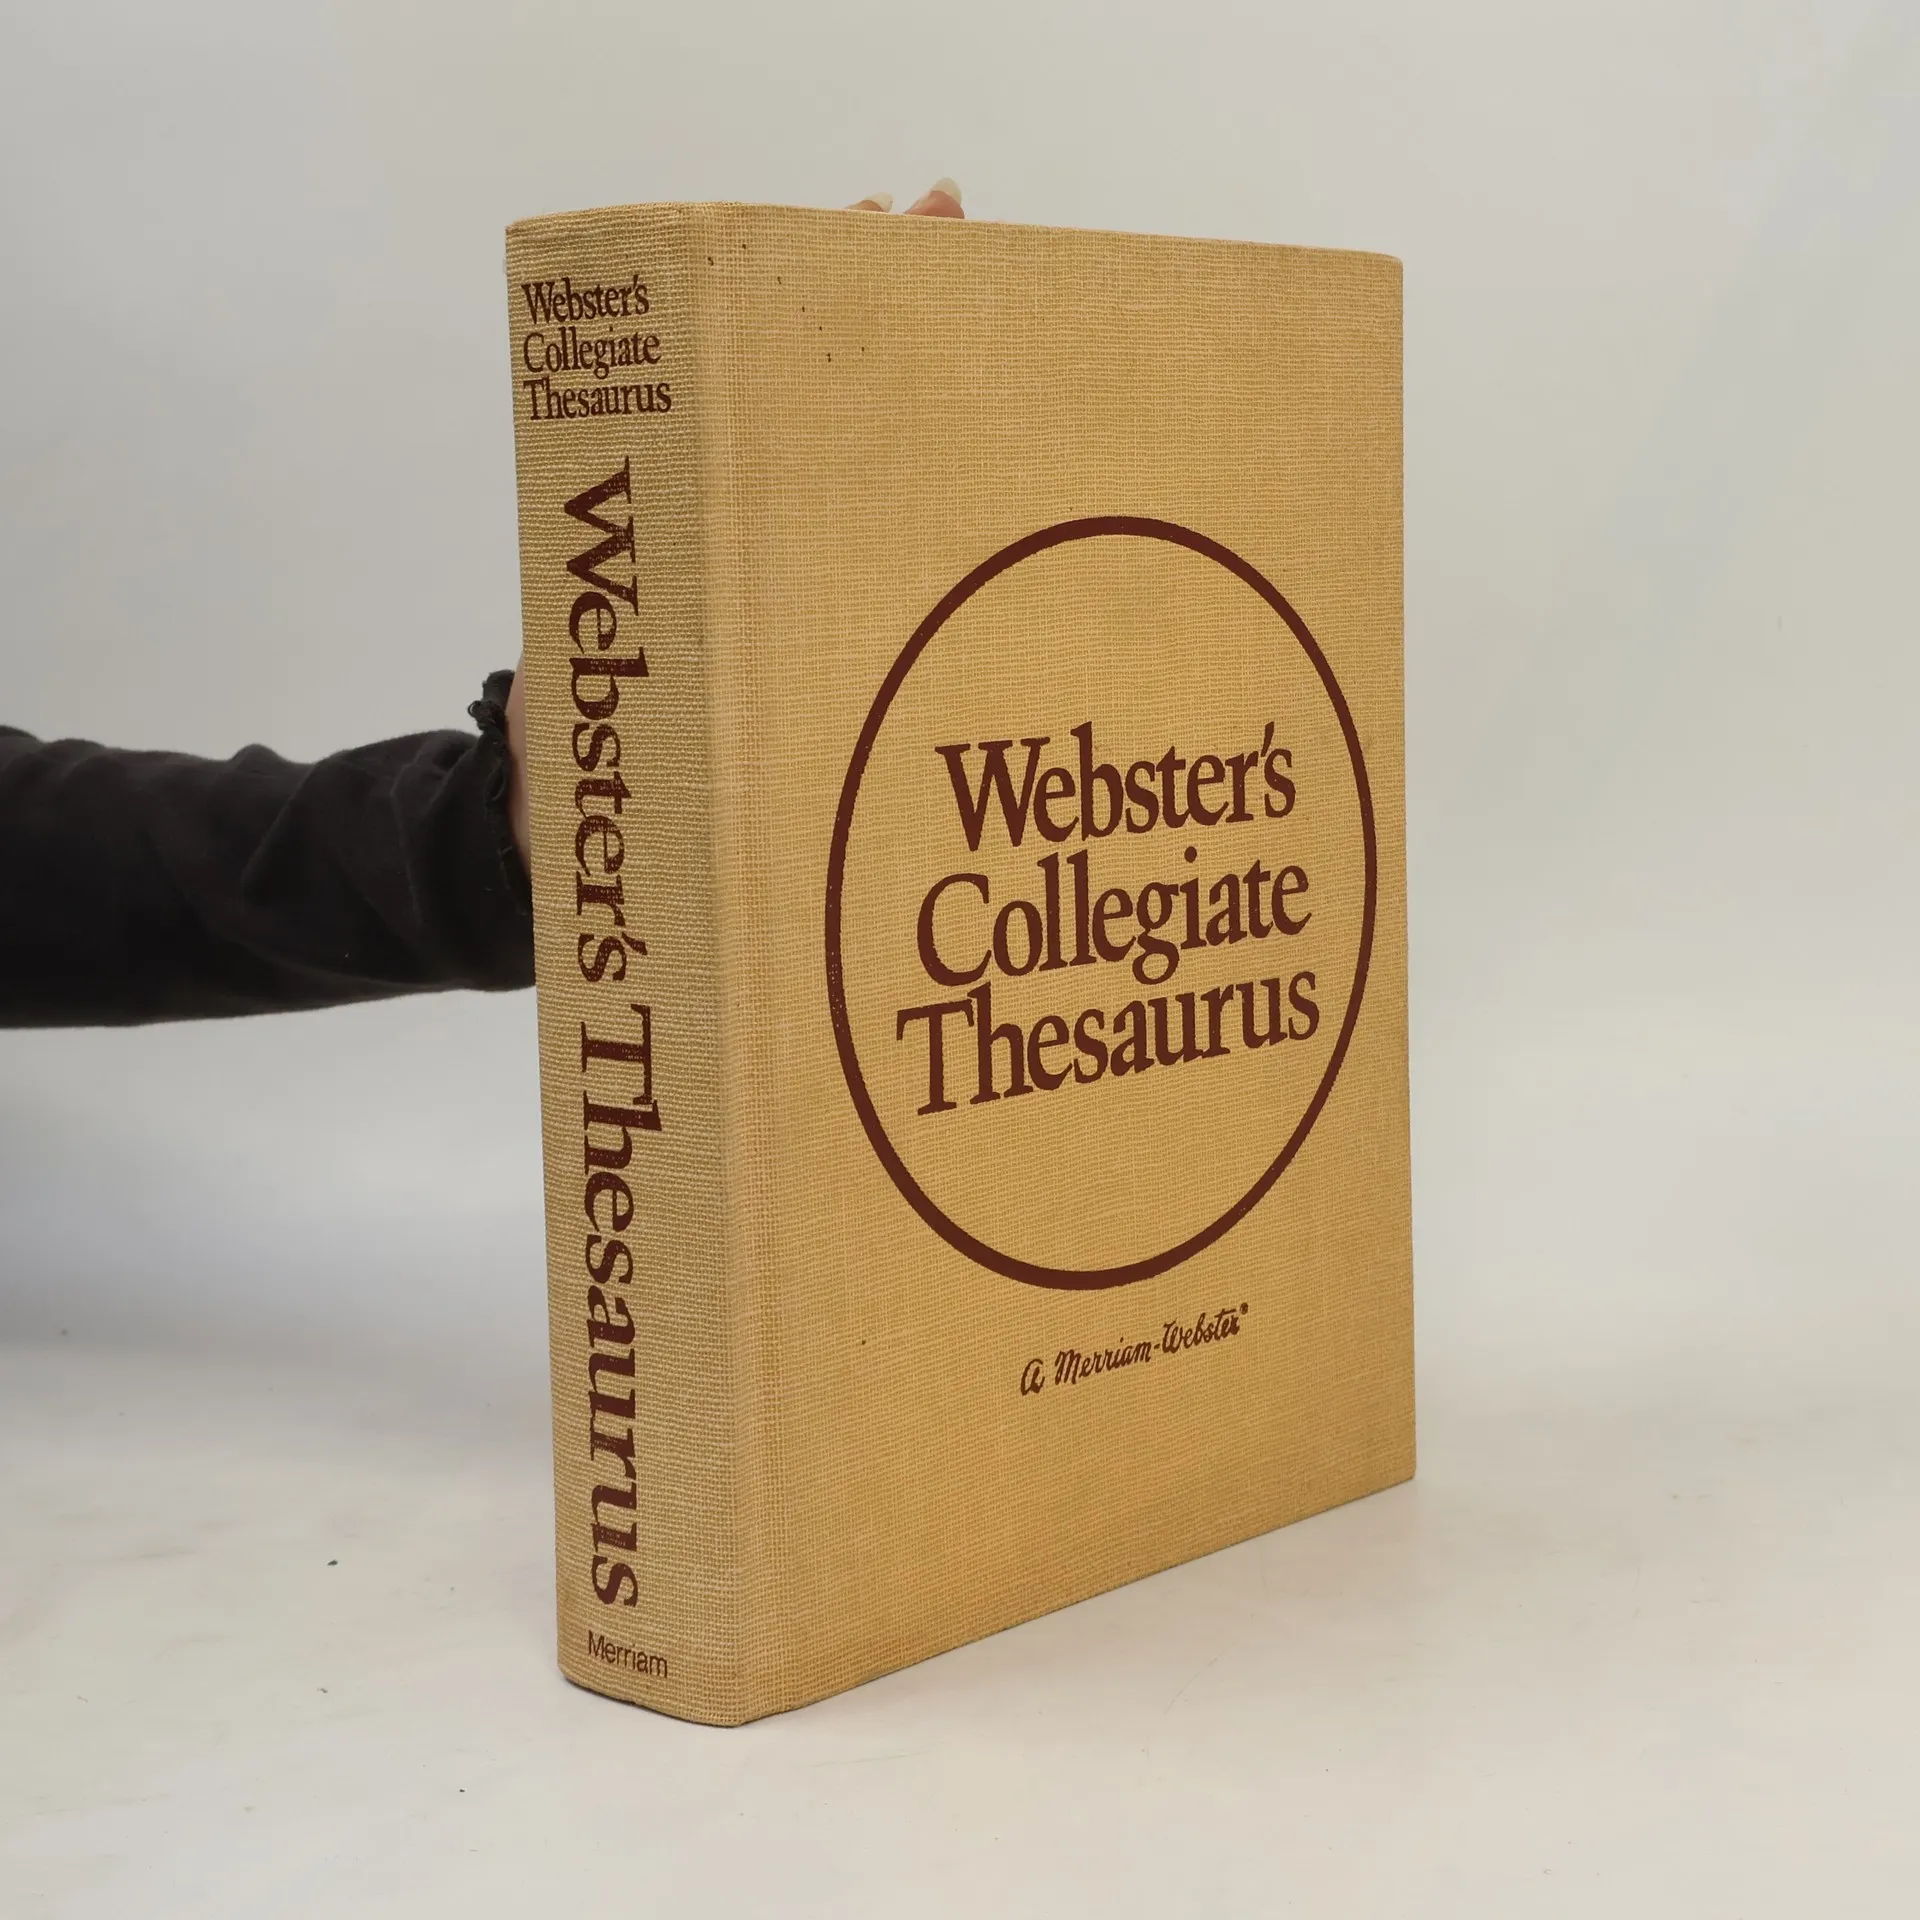 Webster's
Collegiate
Thesaurus
Webster's Thesaurus
Merriam
Webster's
Collegiate
Thesaurus
A Merriam-Webster®